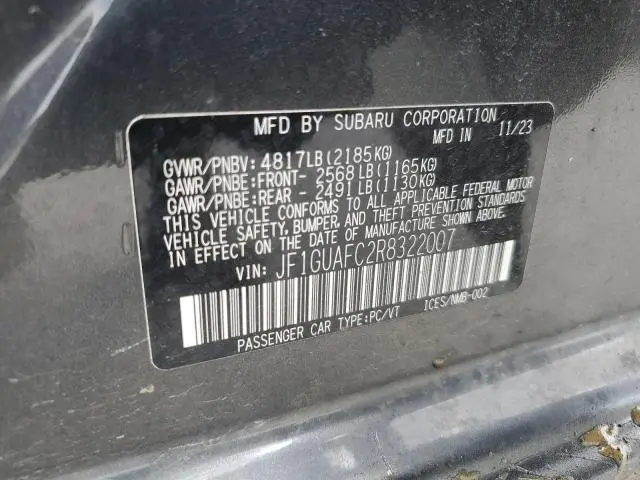 MFD BY SUBARU CORPORATION
MFD IN 11/23
GVWR/PNBV: 4817LB(2185KG)
GAWR/PNBE:FRONT- 2568LB(1165KG)
GAWR/PNBE:REAR - 2491LB(1130KG)
THIS VEHICLE CONFORMS TO ALL APPLICABLE FEDERAL MOTOR
VEHICLE SAFETY, BUMPER, AND THEFT PREVENTION STANDARDS
IN EFFECT ON THE DATE OF MANUFACTURE SHOWN ABOVE.
VIN: JF1GUAFC2R8322007
PASSENGER CAR TYPE:PC/VT ICES/NMB-002